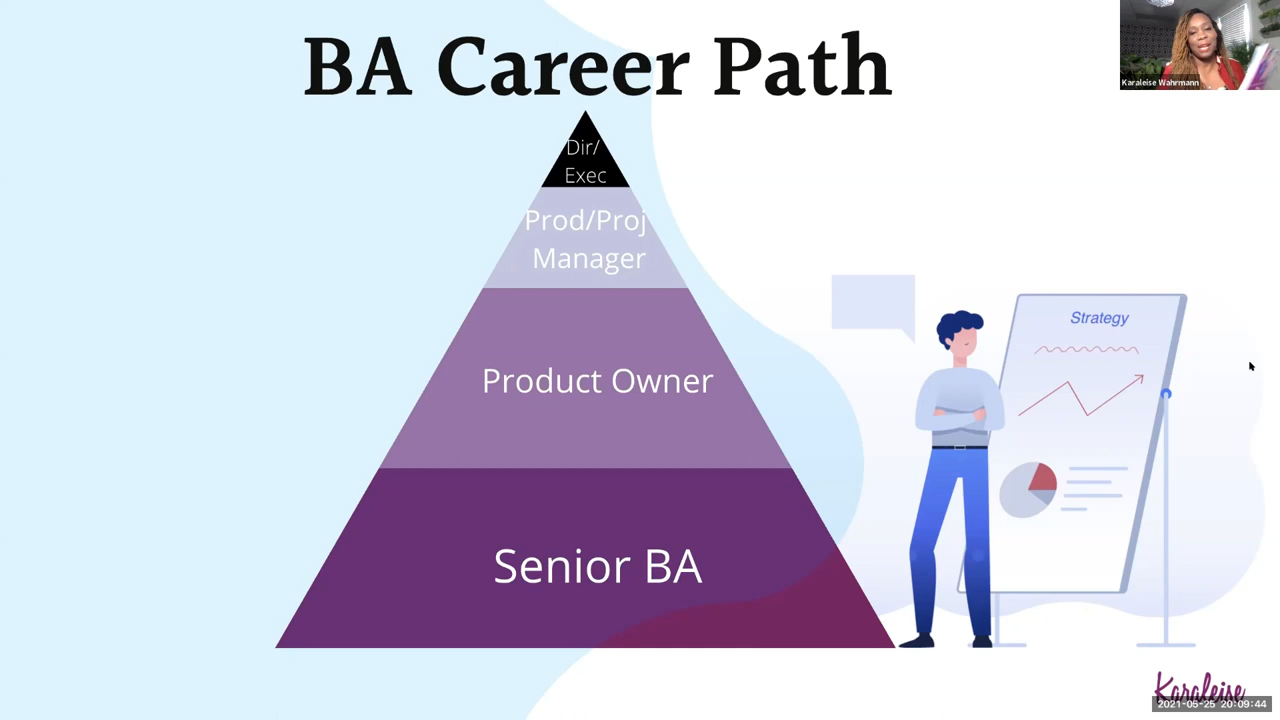 BA Career Path
Karaleise Wahrmann
Dir/
Exec
Prod/Proj
Manager
Product Owner
Strategy
Senior BA
Karaleise
2021-05-25 20:09:44